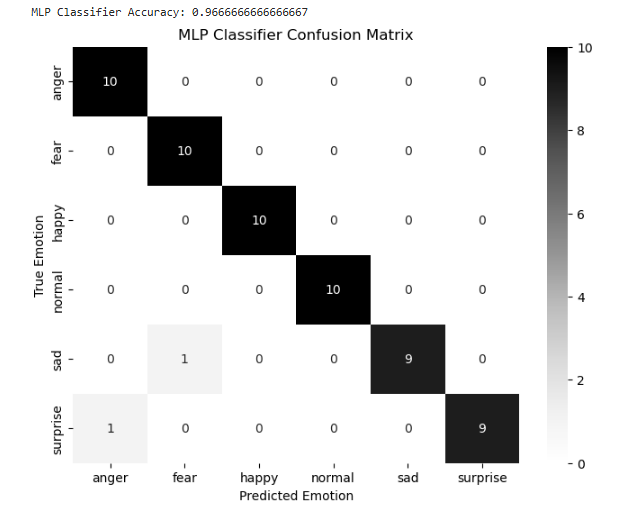 MLP Classifier Accuracy: 0.9666666666666667
MLP Classifier Confusion Matrix
True Emotion
anger 10 0 0 0 0 0
fear 0 10 0 0 0 0
happy 0 0 10 0 0 0
normal 0 0 0 10 0 0
sad 0 1 0 0 9 0
surprise 1 0 0 0 0 9
anger fear happy normal sad surprise
Predicted Emotion
10
8
6
4
2
0